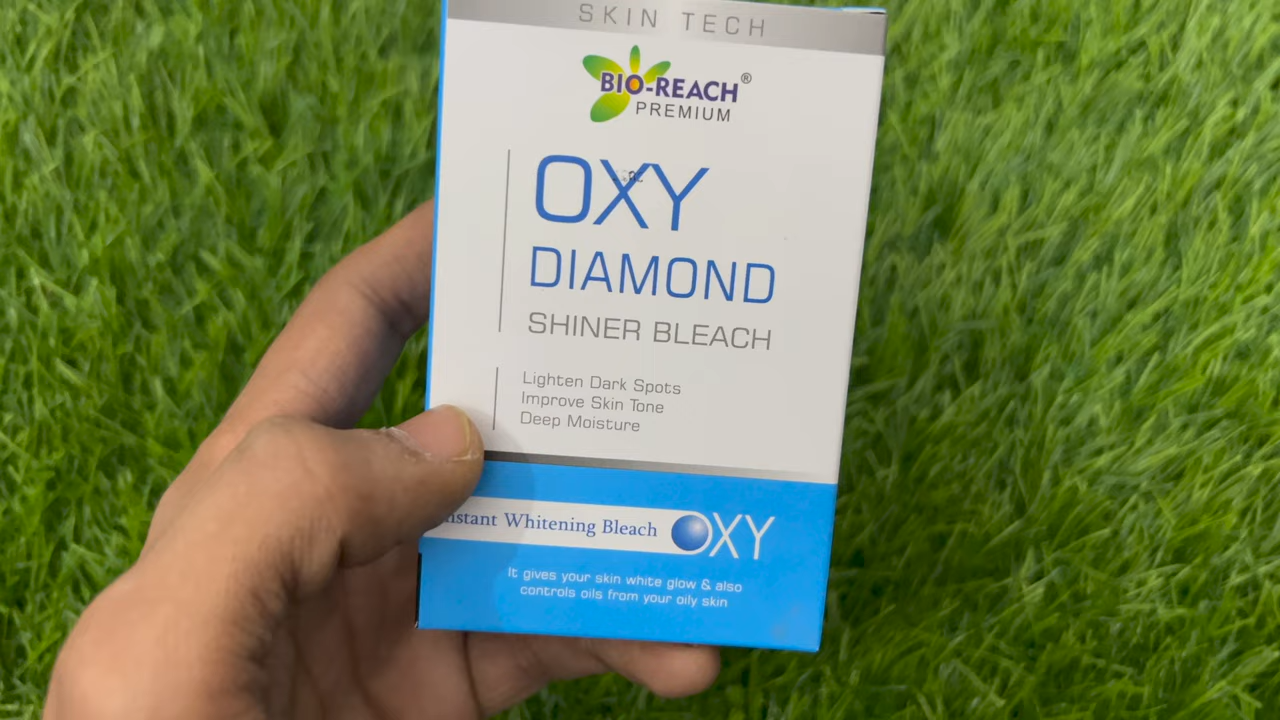 SKIN TECH
BIO-REACH®
PREMIUM
OXY
DIAMOND
SHINER BLEACH
Lighten Dark Spots
Improve Skin Tone
Deep Moisture
Whitening Bleach OXY
It gives your skin white glow & also
controls oils from your oily skin